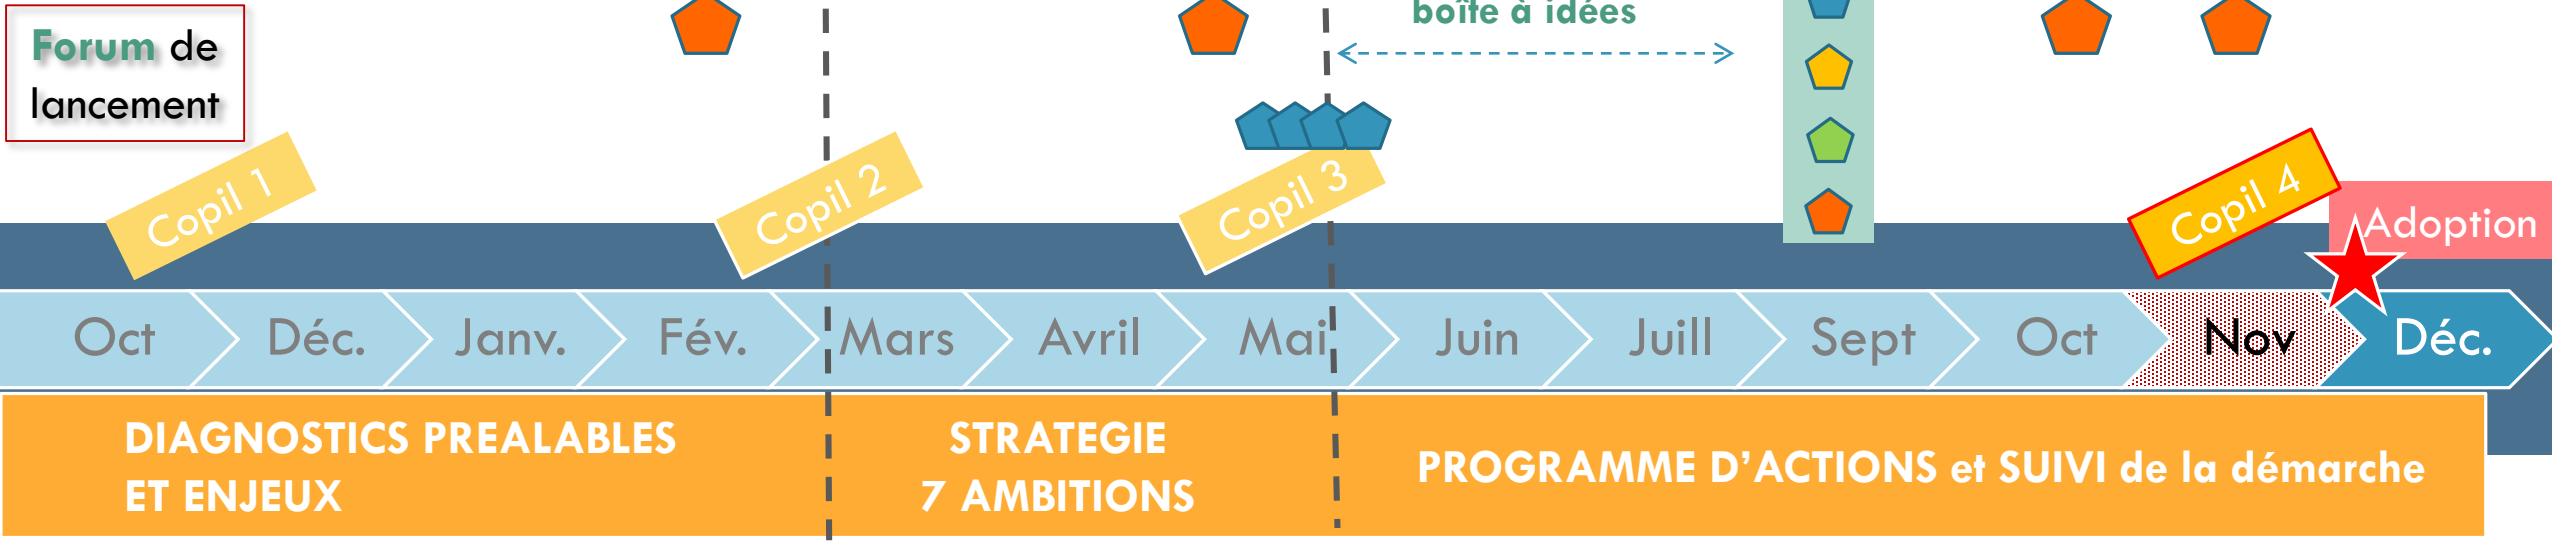 boîte à idées
Forum de
lancement
Copil 1
Copil 2
Copil 3
Copil 4
Adoption
Oct
Déc.
Janv.
Fév.
Mars
Avril
Mai
Juin
Juill
Sept
Oct
Nov
Déc.
DIAGNOSTICS PREALABLES
ET ENJEUX
STRATEGIE
7 AMBITIONS
PROGRAMME D’ACTIONS et SUIVI de la démarche